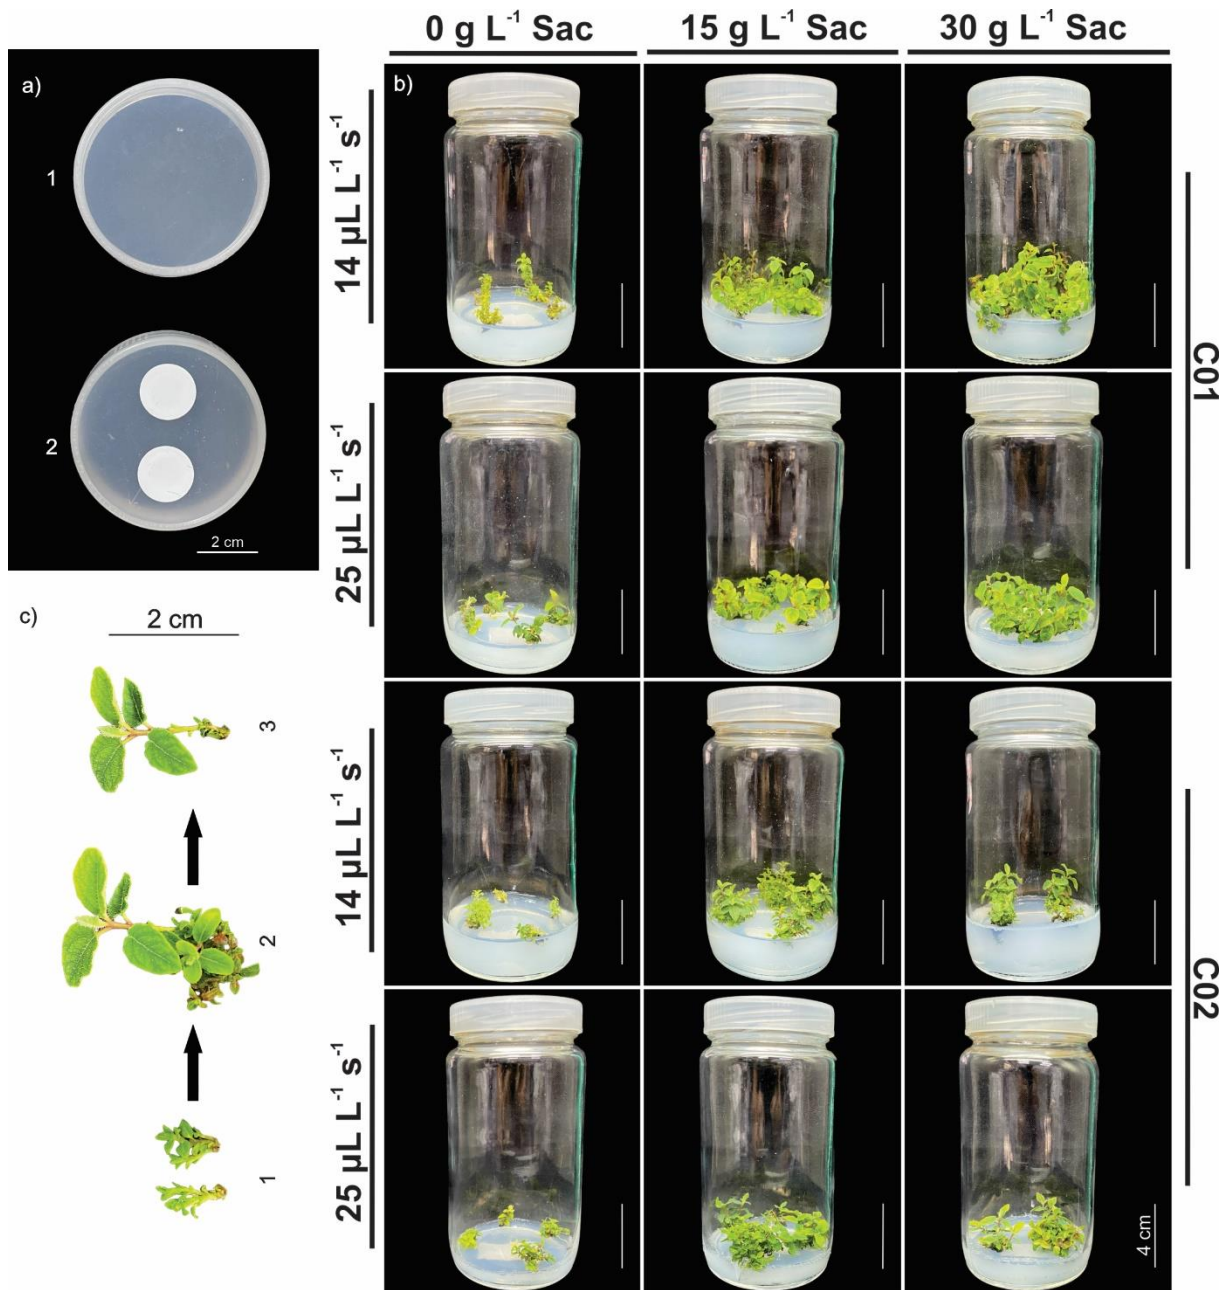 0 g L⁻¹ Sac 15 g L⁻¹ Sac 30 g L⁻¹ Sac
a)
1
2
2 cm
b)
14 µL L⁻¹ s⁻¹
25 µL L⁻¹ s⁻¹
C01
14 µL L⁻¹ s⁻¹
25 µL L⁻¹ s⁻¹
C02
4 cm
c)
2 cm
3
2
1